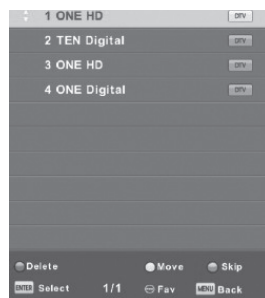 1 ONE HD DTV
2 TEN Digital DTV
3 ONE HD DTV
4 ONE Digital DTV
Delete Move Skip
ENTER Select 1/1 Fav MENU Back